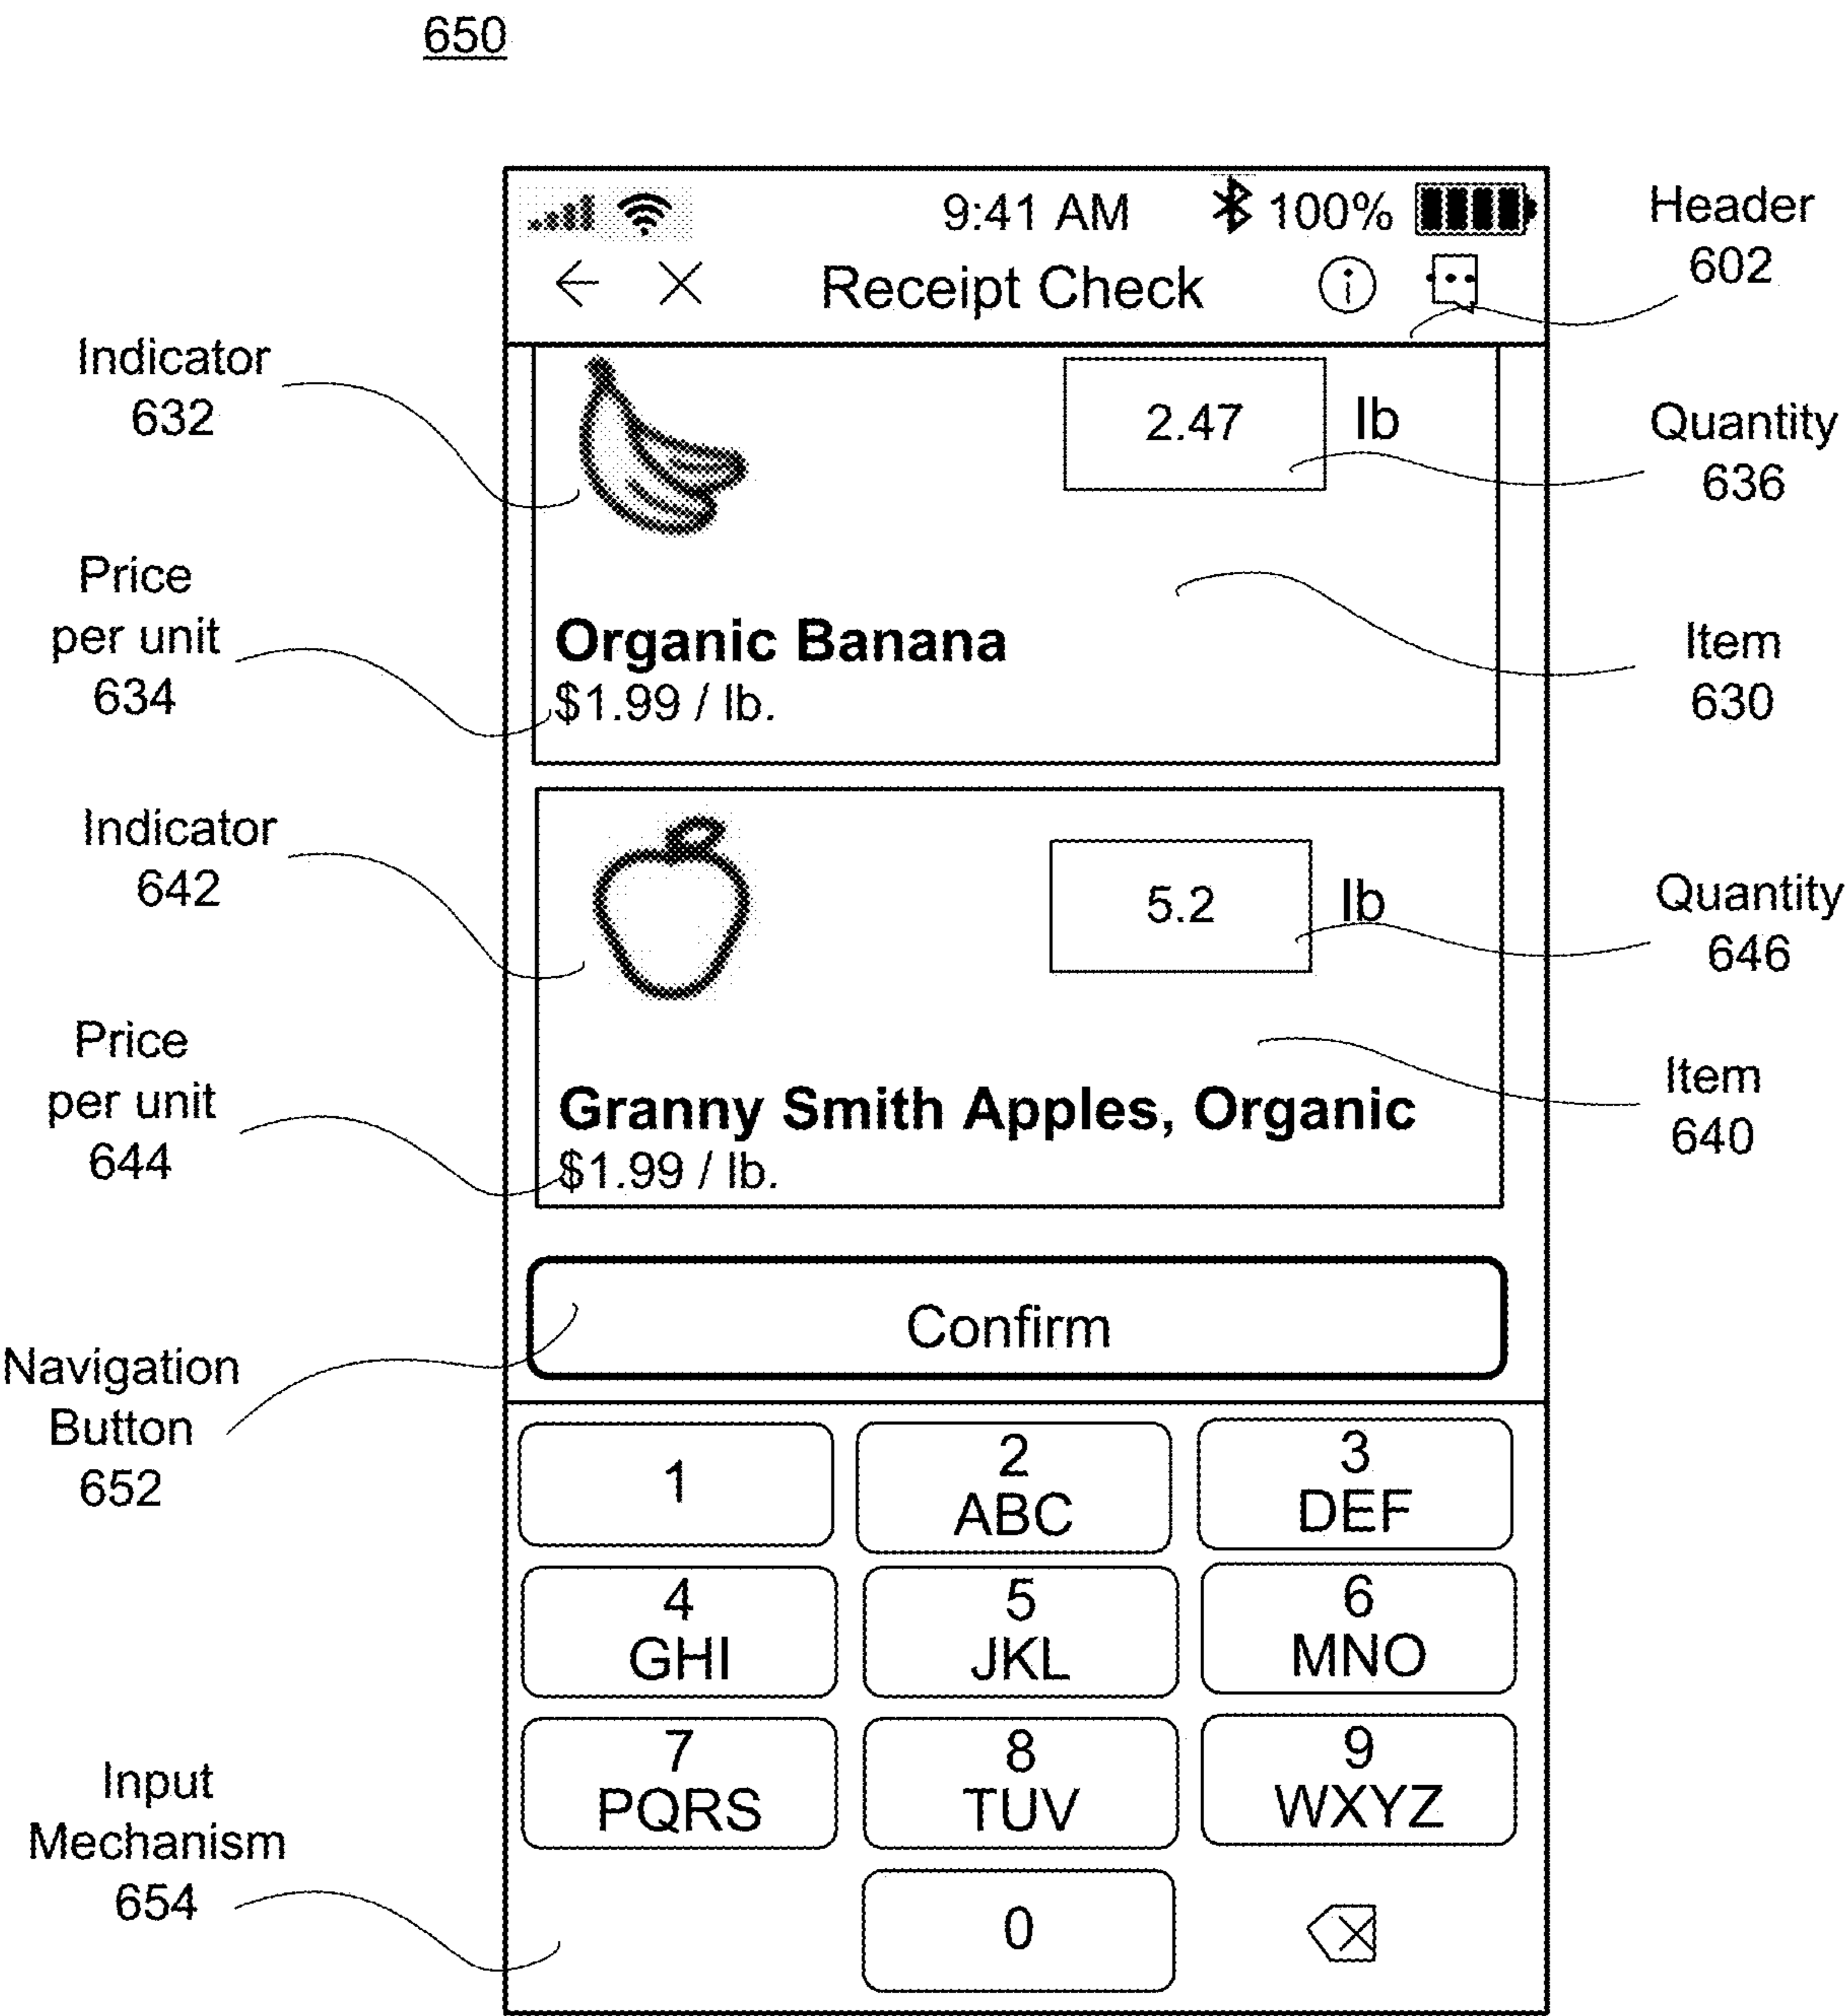 650
9:41 AM 100%
Receipt Check
Header
602
Indicator
632
2.47 lb
Quantity
636
Price
per unit
634
Organic Banana
$1.99 / lb.
Item
630
Indicator
642
5.2 lb
Quantity
646
Price
per unit
644
Granny Smith Apples, Organic
$1.99 / lb.
Item
640
Confirm
Navigation
Button
652
1
2
ABC
3
DEF
4
GHI
5
JKL
6
MNO
7
PQRS
8
TUV
9
WXYZ
Input
Mechanism
654
0